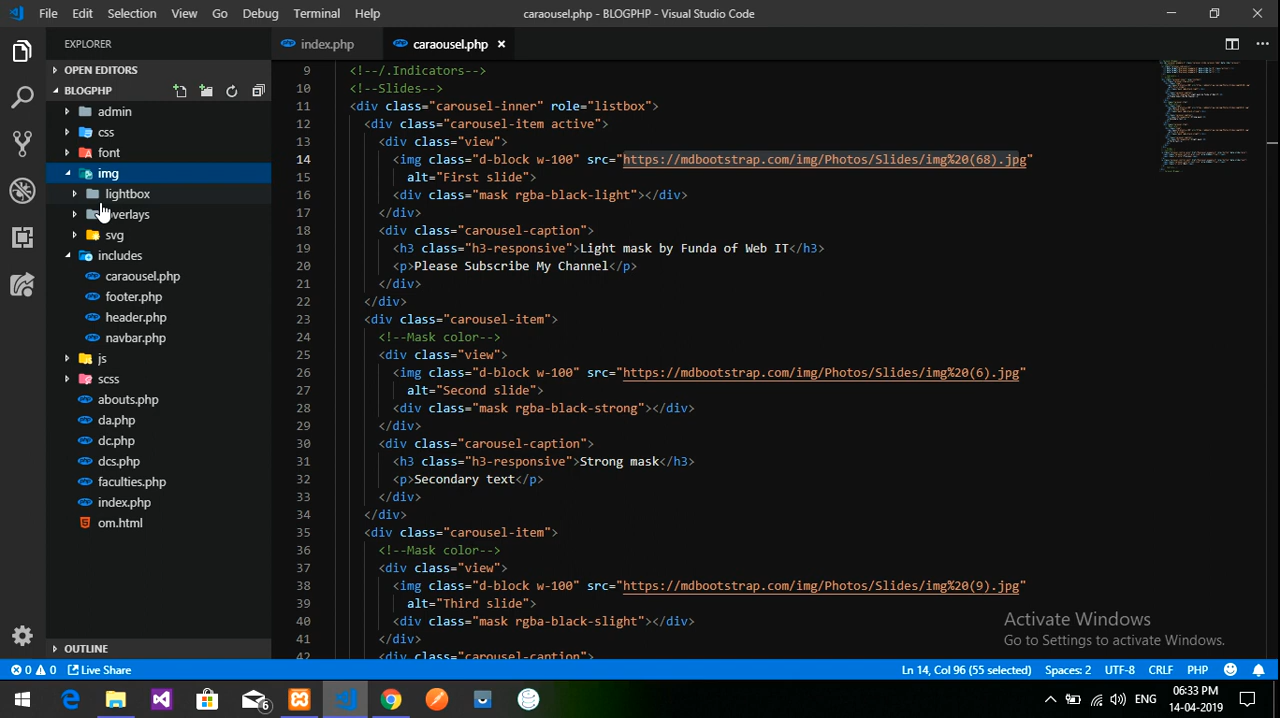 File Edit Selection View Go Debug Terminal Help
caraousel.php - BLOGPHP - Visual Studio Code
EXPLORER
OPEN EDITORS
BLOGPHP
admin
css
font
img
lightbox
overlays
svg
includes
caraousel.php
footer.php
header.php
navbar.php
js
scss
abouts.php
da.php
dc.php
dcs.php
faculties.php
index.php
om.html
OUTLINE
index.php caraousel.php
9 <!--/.Indicators-->
10 <!--Slides-->
11 <div class="carousel-inner" role="listbox">
12 <div class="carousel-item active">
13 <div class="view">
14 <img class="d-block w-100" src="https://mdbootstrap.com/img/Photos/Slides/img%20(68).jpg"
15 alt="First slide">
16 <div class="mask rgba-black-light"></div>
17 </div>
18 <div class="carousel-caption">
19 <h3 class="h3-responsive">Light mask by Funda of Web IT</h3>
20 <p>Please Subscribe My Channel</p>
21 </div>
22 </div>
23 <div class="carousel-item">
24 <!--Mask color-->
25 <div class="view">
26 <img class="d-block w-100" src="https://mdbootstrap.com/img/Photos/Slides/img%20(6).jpg"
27 alt="Second slide">
28 <div class="mask rgba-black-strong"></div>
29 </div>
30 <div class="carousel-caption">
31 <h3 class="h3-responsive">Strong mask</h3>
32 <p>Secondary text</p>
33 </div>
34 </div>
35 <div class="carousel-item">
36 <!--Mask color-->
37 <div class="view">
38 <img class="d-block w-100" src="https://mdbootstrap.com/img/Photos/Slides/img%20(9).jpg"
39 alt="Third slide">
40 <div class="mask rgba-black-slight"></div>
41 </div>
42 <div class="carousel-caption">
Activate Windows
Go to Settings to activate Windows.
0 0 Live Share
Ln 14, Col 96 (55 selected) Spaces: 2 UTF-8 CRLF PHP
6
ENG
06:33 PM
14-04-2019